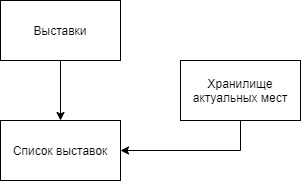 Выставки
Хранилище
актуальных мест
Список выставок